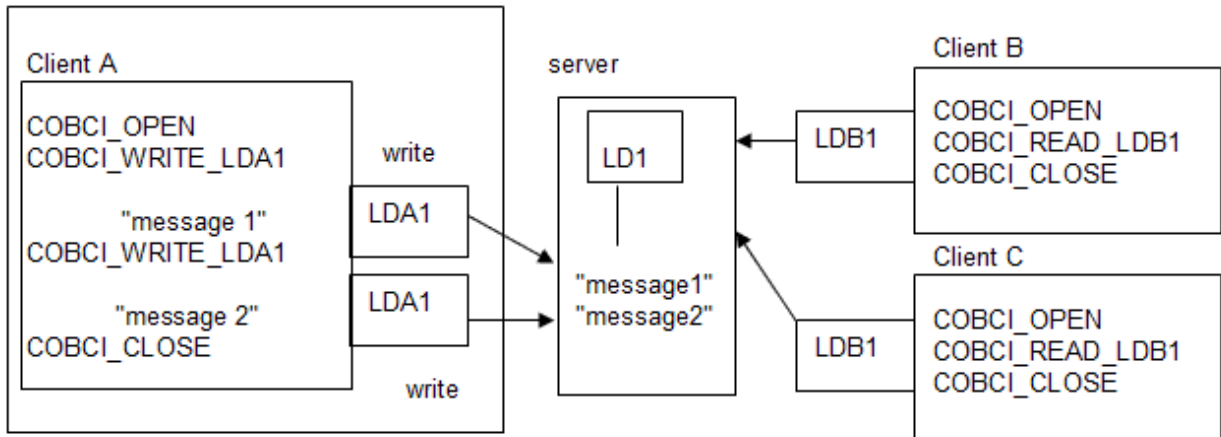 Client A
COBCI_OPEN
COBCI_WRITE_LDA1
"message 1"
COBCI_WRITE_LDA1
"message 2"
COBCI_CLOSE
write
LDA1
LDA1
write
server
LD1
"message1"
"message2"
Client B
LDB1
COBCI_OPEN
COBCI_READ_LDB1
COBCI_CLOSE
Client C
LDB1
COBCI_OPEN
COBCI_READ_LDB1
COBCI_CLOSE